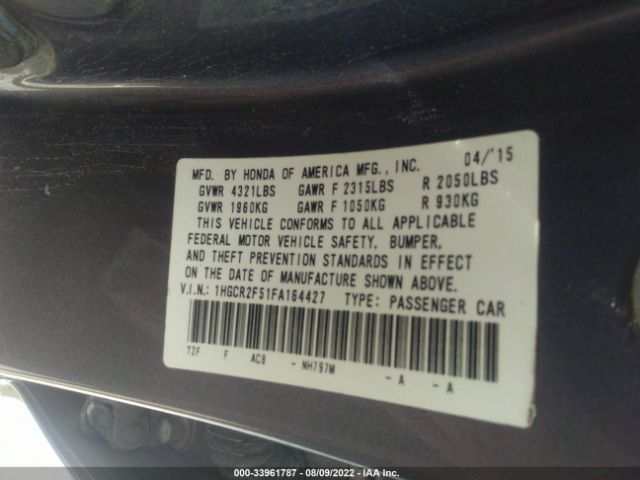 MFD. BY HONDA OF AMERICA MFG., INC. 04/'15
GVWR 4321LBS GAWR F 2315LBS R 2050LBS
GVWR 1960KG GAWR F 1050KG R 930KG
THIS VEHICLE CONFORMS TO ALL APPLICABLE
FEDERAL MOTOR VEHICLE SAFETY, BUMPER,
AND THEFT PREVENTION STANDARDS IN EFFECT
ON THE DATE OF MANUFACTURE SHOWN ABOVE.
V.I.N.: 1HGCR2F51FA164427 TYPE: PASSENGER CAR
T2F F AC8 - NH797M - A - A
000-33961787 - 08/09/2022 - IAA Inc.